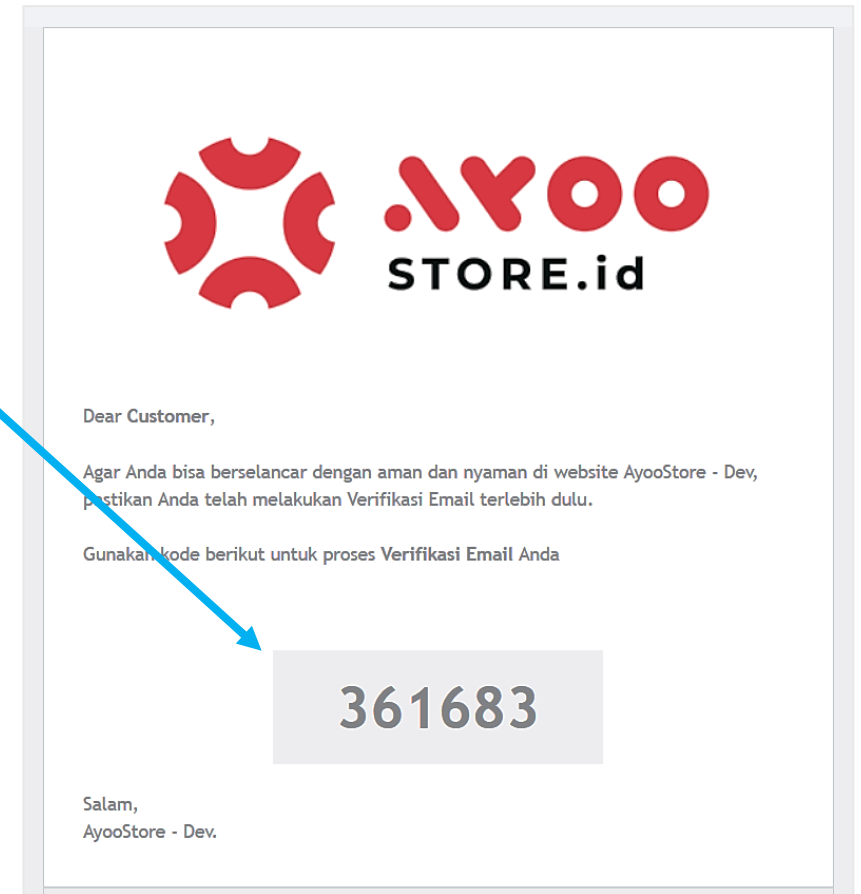 AYOO
STORE.id
Dear Customer,
Agar Anda bisa berselancar dengan aman dan nyaman di website AyooStore - Dev,
pastikan Anda telah melakukan Verifikasi Email terlebih dulu.
Gunakan kode berikut untuk proses Verifikasi Email Anda
361683
Salam,
AyooStore - Dev.